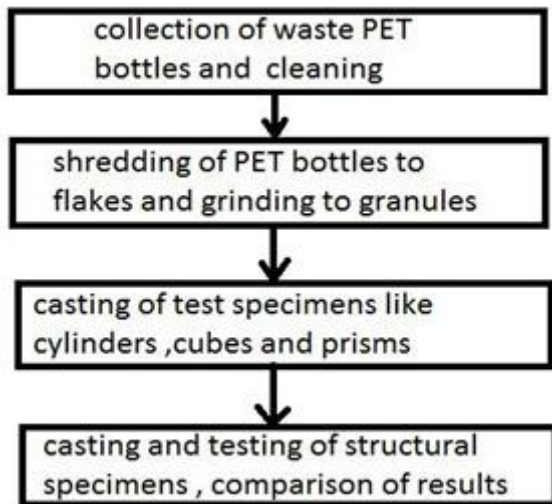 collection of waste PET
bottles and cleaning
shredding of PET bottles to
flakes and grinding to granules
casting of test specimens like
cylinders ,cubes and prisms
casting and testing of structural
specimens , comparison of results